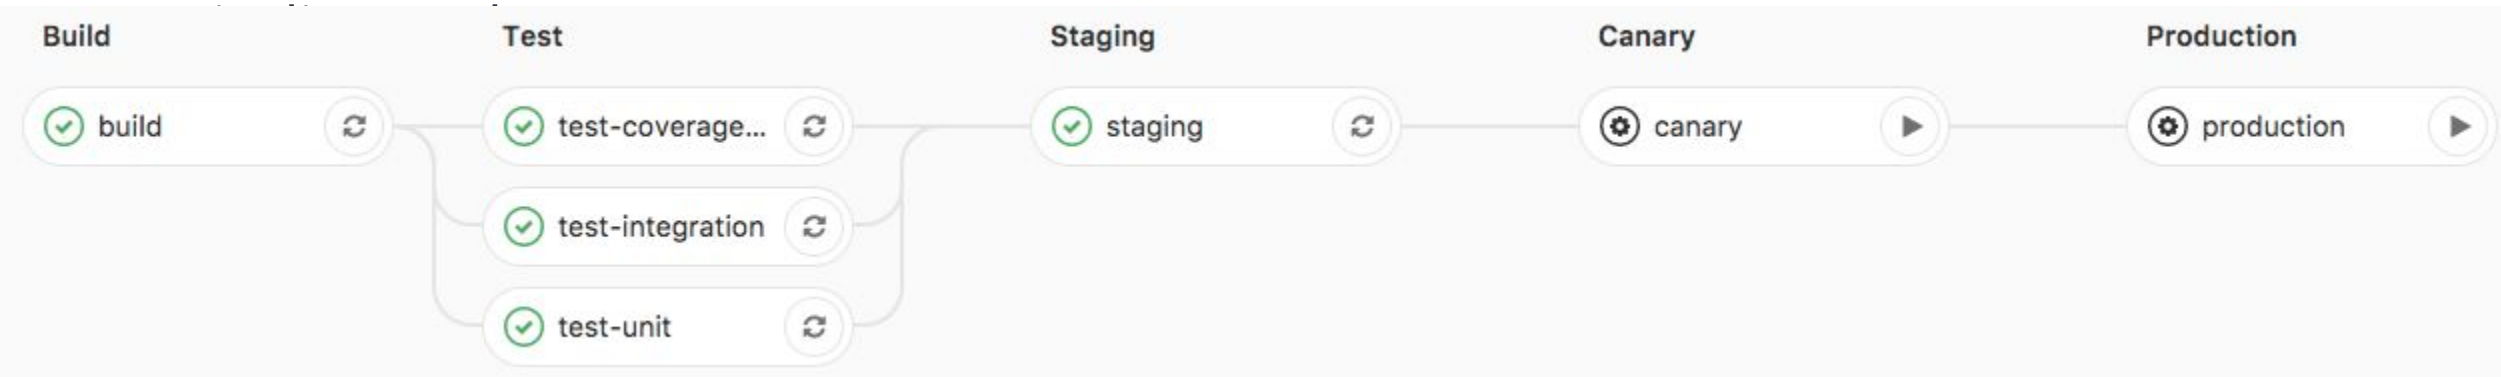 Build
Test
Staging
Canary
Production
build
test-coverage...
staging
canary
production
test-integration
test-unit